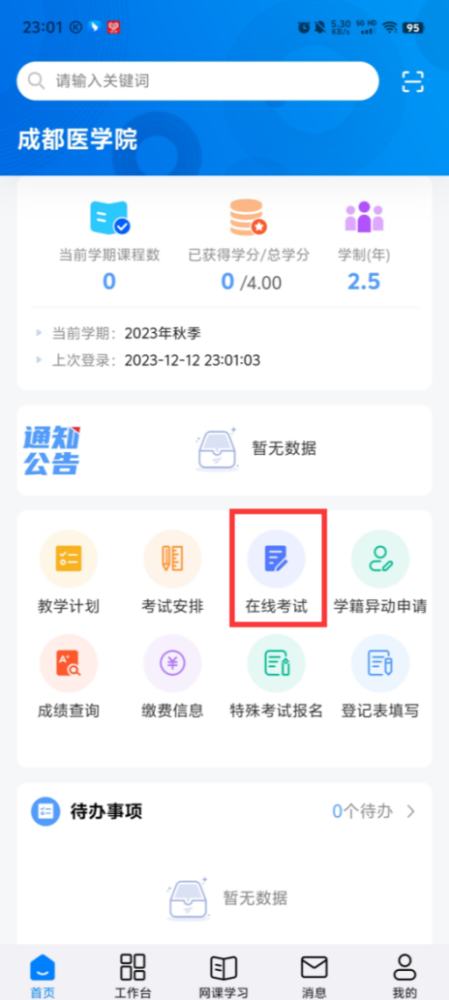 23:01 5.30 KB/s 5G HD 95
请输入关键词
成都医学院
当前学期课程数 已获得学分/总学分 学制(年)
0 0 /4.00 2.5
当前学期: 2023年秋季
上次登录: 2023-12-12 23:01:03
通知
公告
暂无数据
教学计划 考试安排 在线考试 学籍异动申请
成绩查询 缴费信息 特殊考试报名 登记表填写
待办事项 0个待办
暂无数据
首页 工作台 网课学习 消息 我的